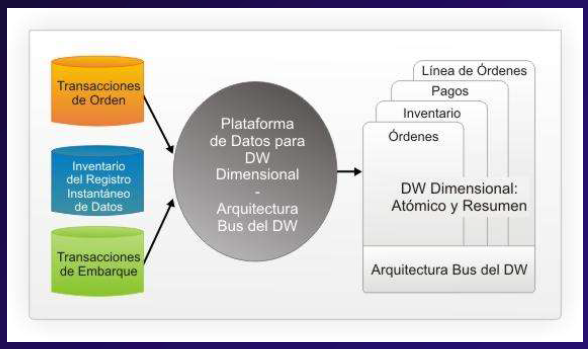 Transacciones
de Orden
Inventario
del Registro
Instantáneo
de Datos
Transacciones
de Embarque
Plataforma
de Datos para
DW
Dimensional
-
Arquitectura
Bus del DW
Línea de Órdenes
Pagos
Inventario
Órdenes
DW Dimensional:
Atómico y Resumen
Arquitectura Bus del DW